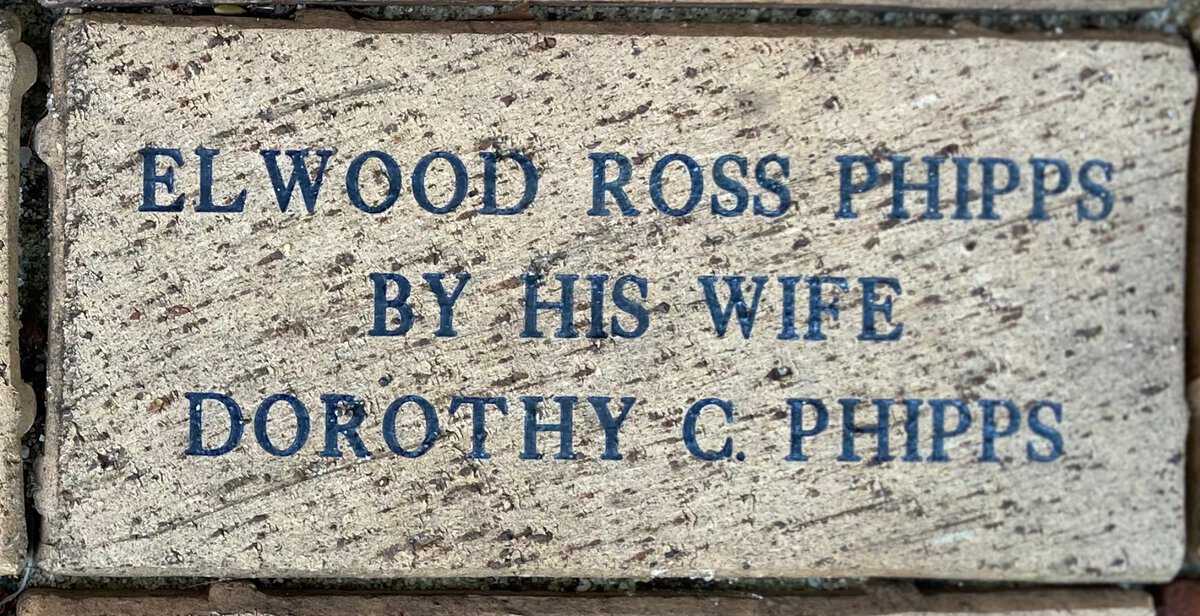 ELWOOD ROSS PHIPPS
BY HIS WIFE
DOROTHY C. PHIPPS